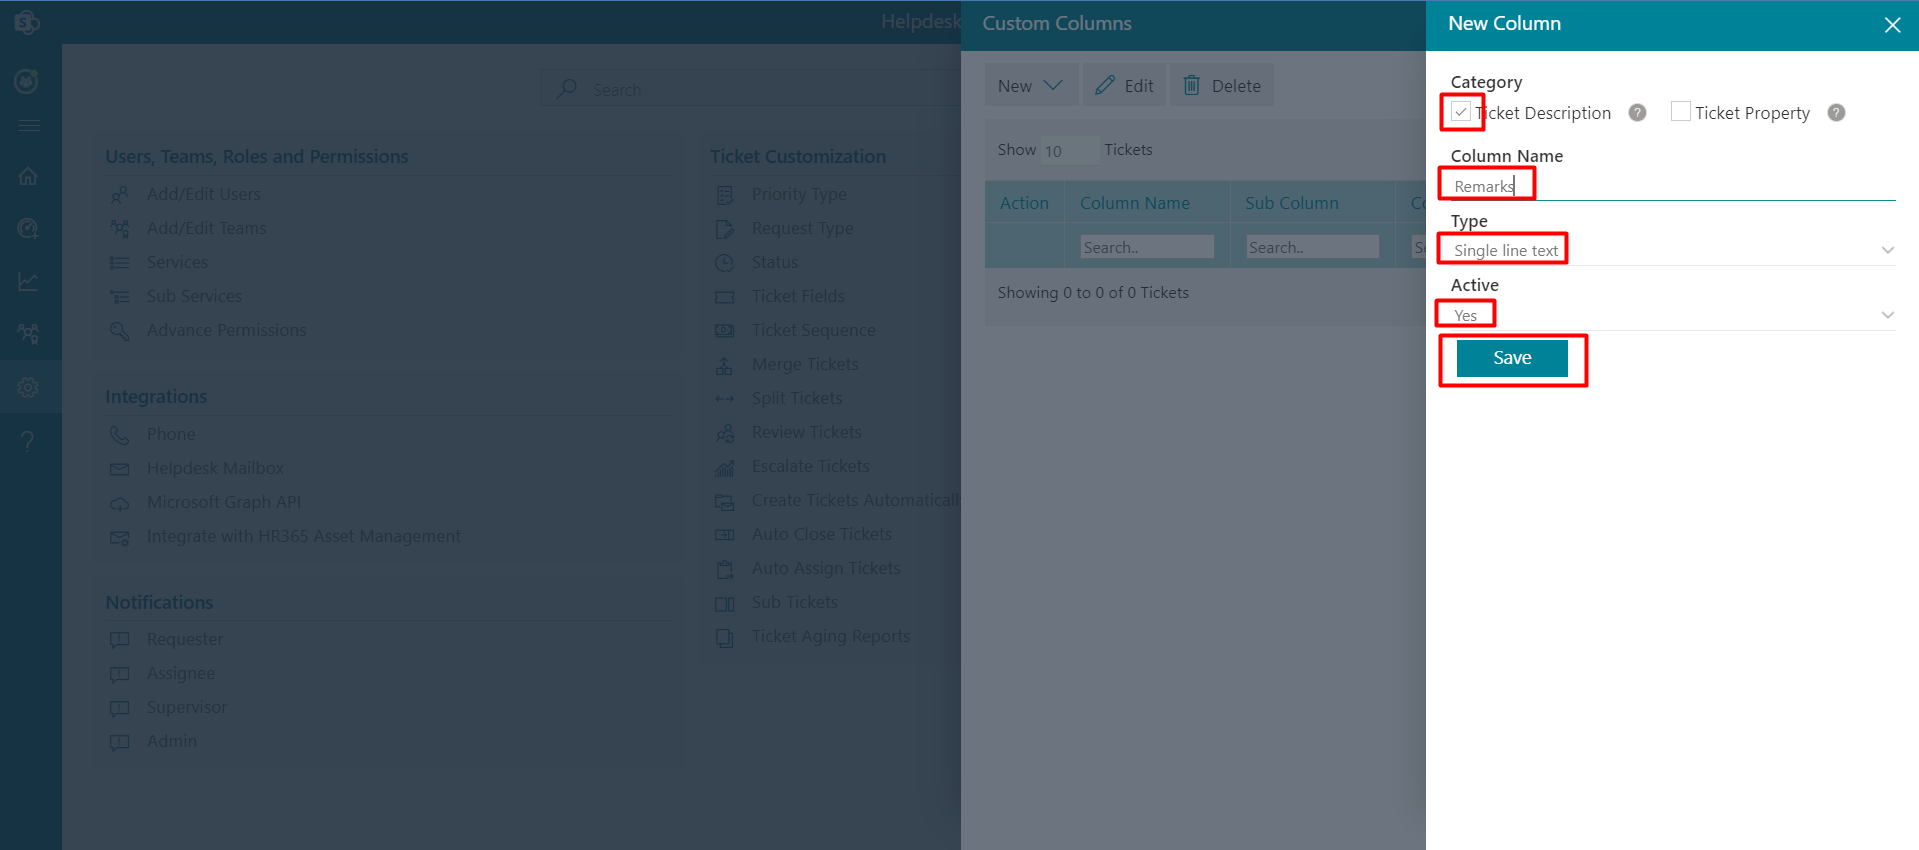 Helpdesk
Search
Users, Teams, Roles and Permissions
Add/Edit Users
Add/Edit Teams
Services
Sub Services
Advance Permissions
Integrations
Phone
Helpdesk Mailbox
Microsoft Graph API
Integrate with HR365 Asset Management
Notifications
Requester
Assignee
Supervisor
Admin
Ticket Customization
Priority Type
Request Type
Status
Ticket Fields
Ticket Sequence
Merge Tickets
Split Tickets
Review Tickets
Escalate Tickets
Create Tickets Automaticall
Auto Close Tickets
Auto Assign Tickets
Sub Tickets
Ticket Aging Reports
Custom Columns
New Edit Delete
Show 10 Tickets
Action Column Name Sub Column
Search.. Search..
Showing 0 to 0 of 0 Tickets
New Column
Category
Ticket Description ? Ticket Property ?
Column Name
Remarks
Type
Single line text
Active
Yes
Save